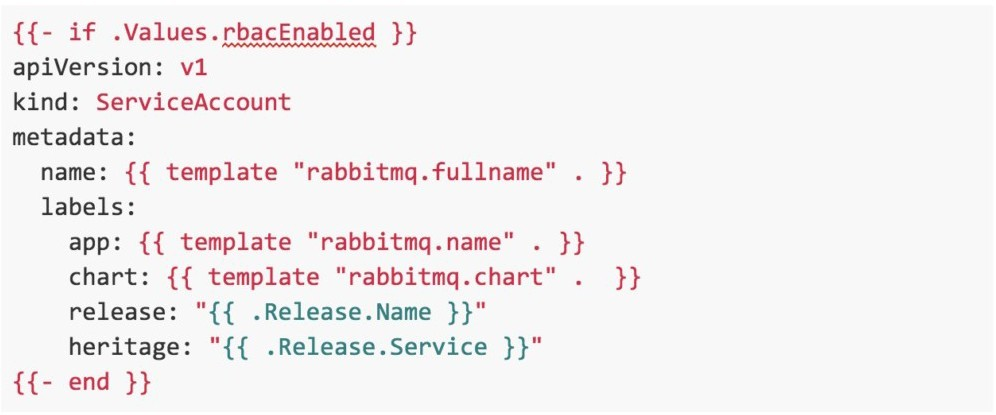 {{- if .Values.rbacEnabled }}
apiVersion: v1
kind: ServiceAccount
metadata:
  name: {{ template "rabbitmq.fullname" . }}
  labels:
    app: {{ template "rabbitmq.name" . }}
    chart: {{ template "rabbitmq.chart" .  }}
    release: "{{ .Release.Name }}"
    heritage: "{{ .Release.Service }}"
{{- end }}